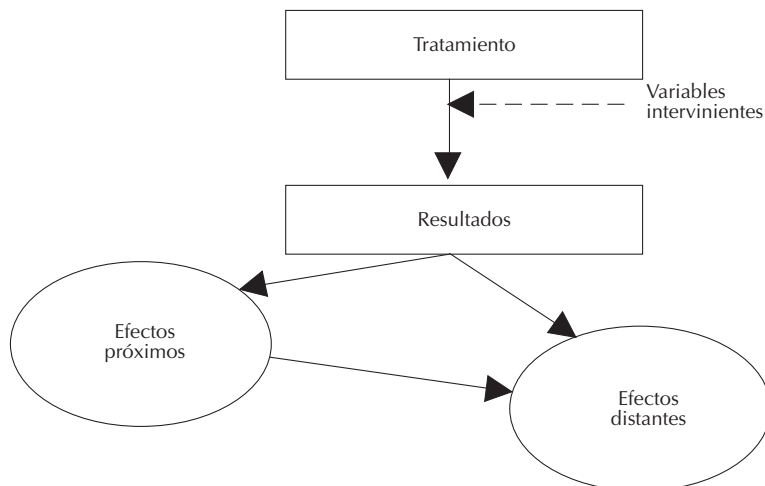 Tratamiento
Variables
intervinientes
Resultados
Efectos
próximos
Efectos
distantes